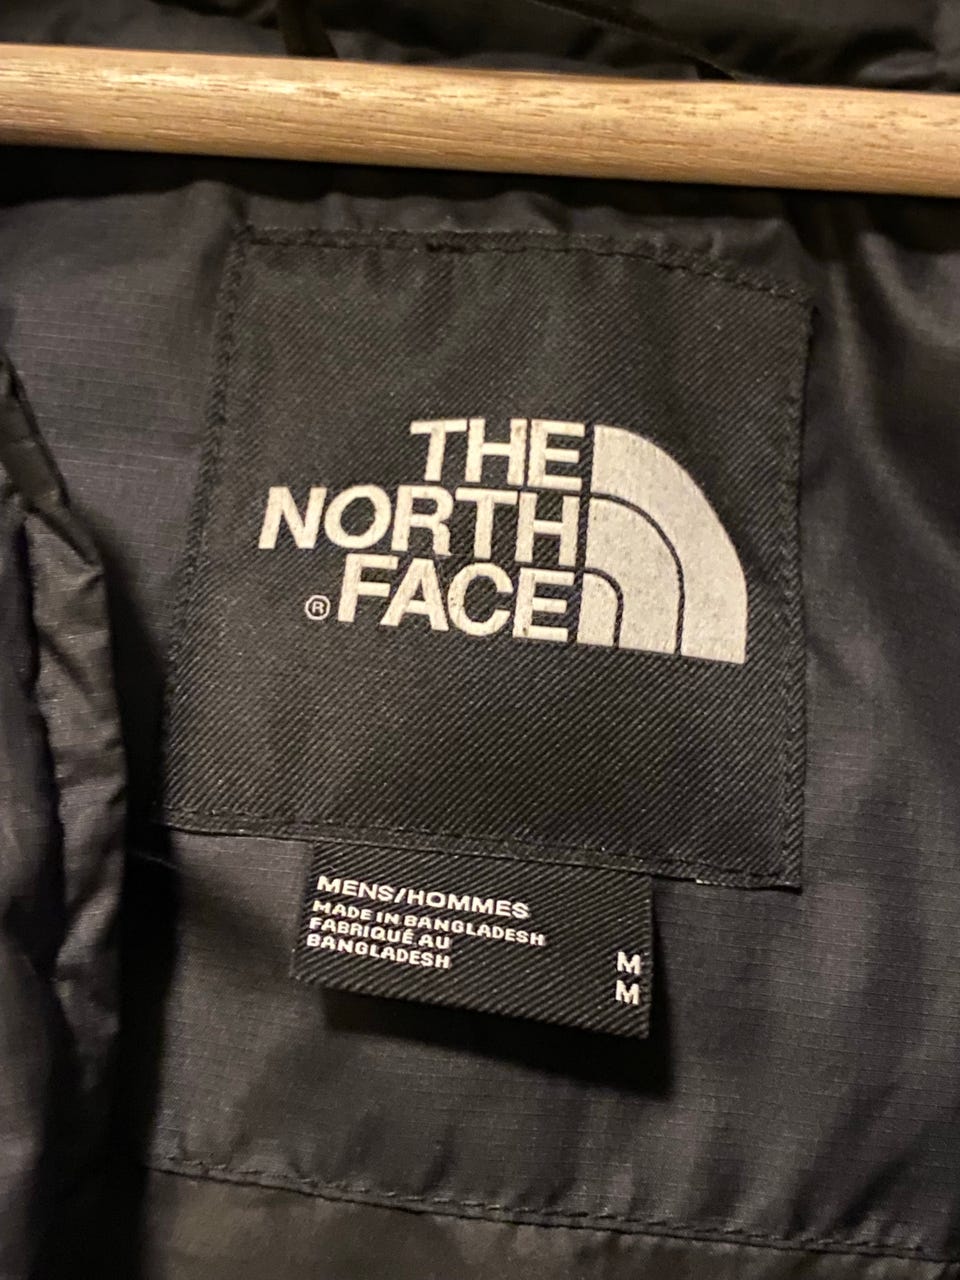 THE
NORTH
® FACE
MENS/HOMMES
MADE IN BANGLADESH
FABRIQUÉ AU
BANGLADESH
M
M